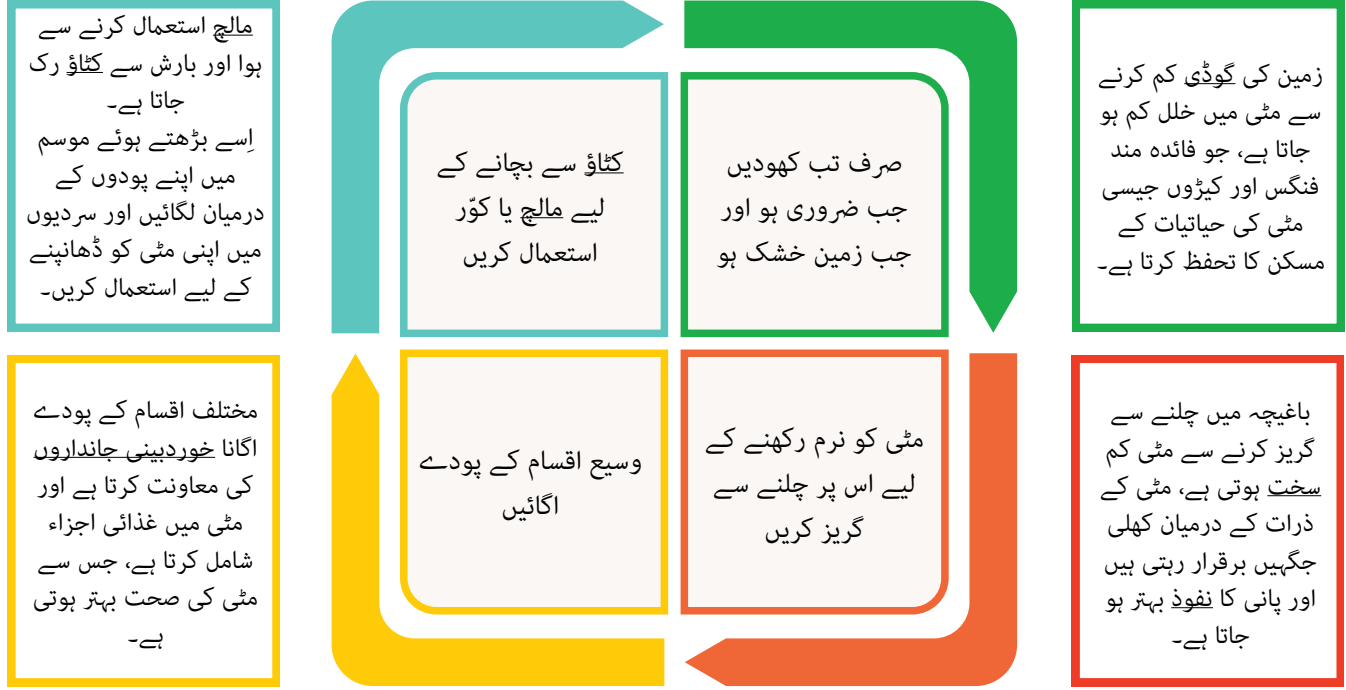 مالچ استعمال کرنے سے
ہوا اور بارش سے کٹاؤ رک
جاتا ہے۔
اِسے بڑھتے ہوئے موسم
میں اپنے پودوں کے
درمیان لگائیں اور سردیوں
میں اپنی مٹی کو ڈھانپنے
کے لیے استعمال کریں۔
کٹاؤ سے بچانے کے
لیے مالچ یا کوّر
استعمال کریں
صرف تب کھودیں
جب ضروری ہو اور
جب زمین خشک ہو
زمین کی گوڈی کم کرنے
سے مٹی میں خلل کم ہو
جاتا ہے، جو فائدہ مند
فنگس اور کیڑوں جیسی
مٹی کی حیاتیات کے
مسکن کا تحفظ کرتا ہے۔
مختلف اقسام کے پودے
اگانا خوردبینی جانداروں
کی معاونت کرتا ہے اور
مٹی میں غذائی اجزاء
شامل کرتا ہے، جس سے
مٹی کی صحت بہتر ہوتی
ہے۔
وسیع اقسام کے پودے
اگائیں
مٹی کو نرم رکھنے کے
لیے اس پر چلنے سے
گریز کریں
باغیچہ میں چلنے سے
گریز کرنے سے مٹی کم
سخت ہوتی ہے، مٹی کے
ذرات کے درمیان کھلی
جگہیں برقرار رہتی ہیں
اور پانی کا نفوذ بہتر ہو
جاتا ہے۔